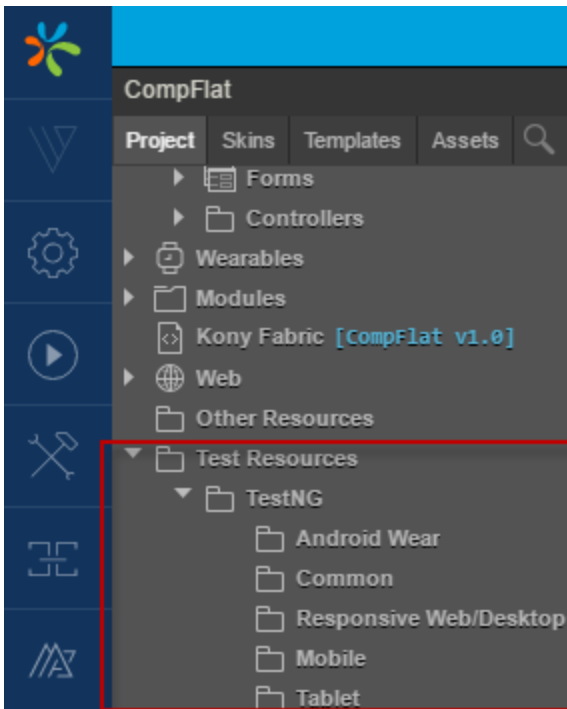 CompFlat
Project Skins Templates Assets
Forms
Controllers
Wearables
Modules
Kony Fabric [CompFlat v1.0]
Web
Other Resources
Test Resources
TestNG
Android Wear
Common
Responsive Web/Desktop
Mobile
Tablet